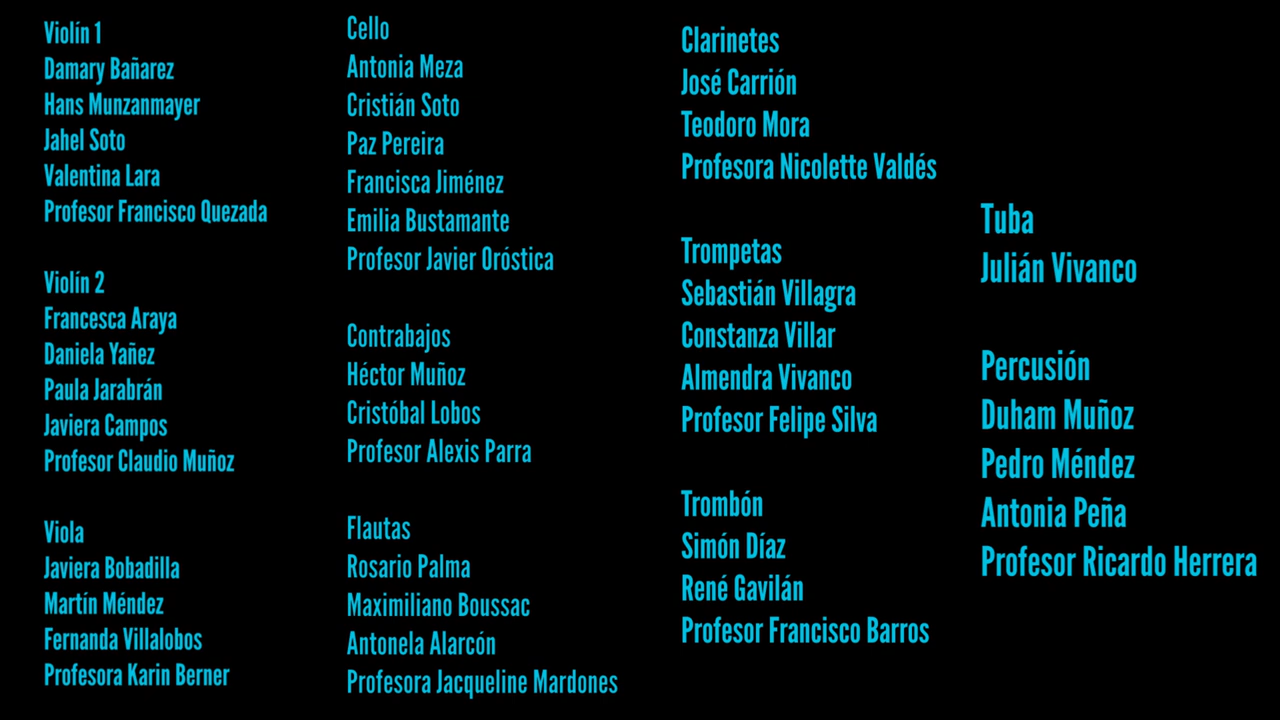 Violín 1
Damary Bañarez
Hans Munzanmayer
Jahel Soto
Valentina Lara
Profesor Francisco Quezada
Violín 2
Francesca Araya
Daniela Yañez
Paula Jarabrán
Javiera Campos
Profesor Claudio Muñoz
Viola
Javiera Bobadilla
Martín Méndez
Fernanda Villalobos
Profesora Karin Berner
Cello
Antonia Meza
Cristián Soto
Paz Pereira
Francisca Jiménez
Emilia Bustamante
Profesor Javier Oróstica
Contrabajos
Héctor Muñoz
Cristóbal Lobos
Profesor Alexis Parra
Flautas
Rosario Palma
Maximiliano Boussac
Antonela Alarcón
Profesora Jacqueline Mardones
Clarinetes
José Carrión
Teodoro Mora
Profesora Nicolette Valdés
Trompetas
Sebastián Villagra
Constanza Villar
Almendra Vivanco
Profesor Felipe Silva
Trombón
Simón Díaz
René Gavilán
Profesor Francisco Barros
Tuba
Julián Vivanco
Percusión
Duham Muñoz
Pedro Méndez
Antonia Peña
Profesor Ricardo Herrera